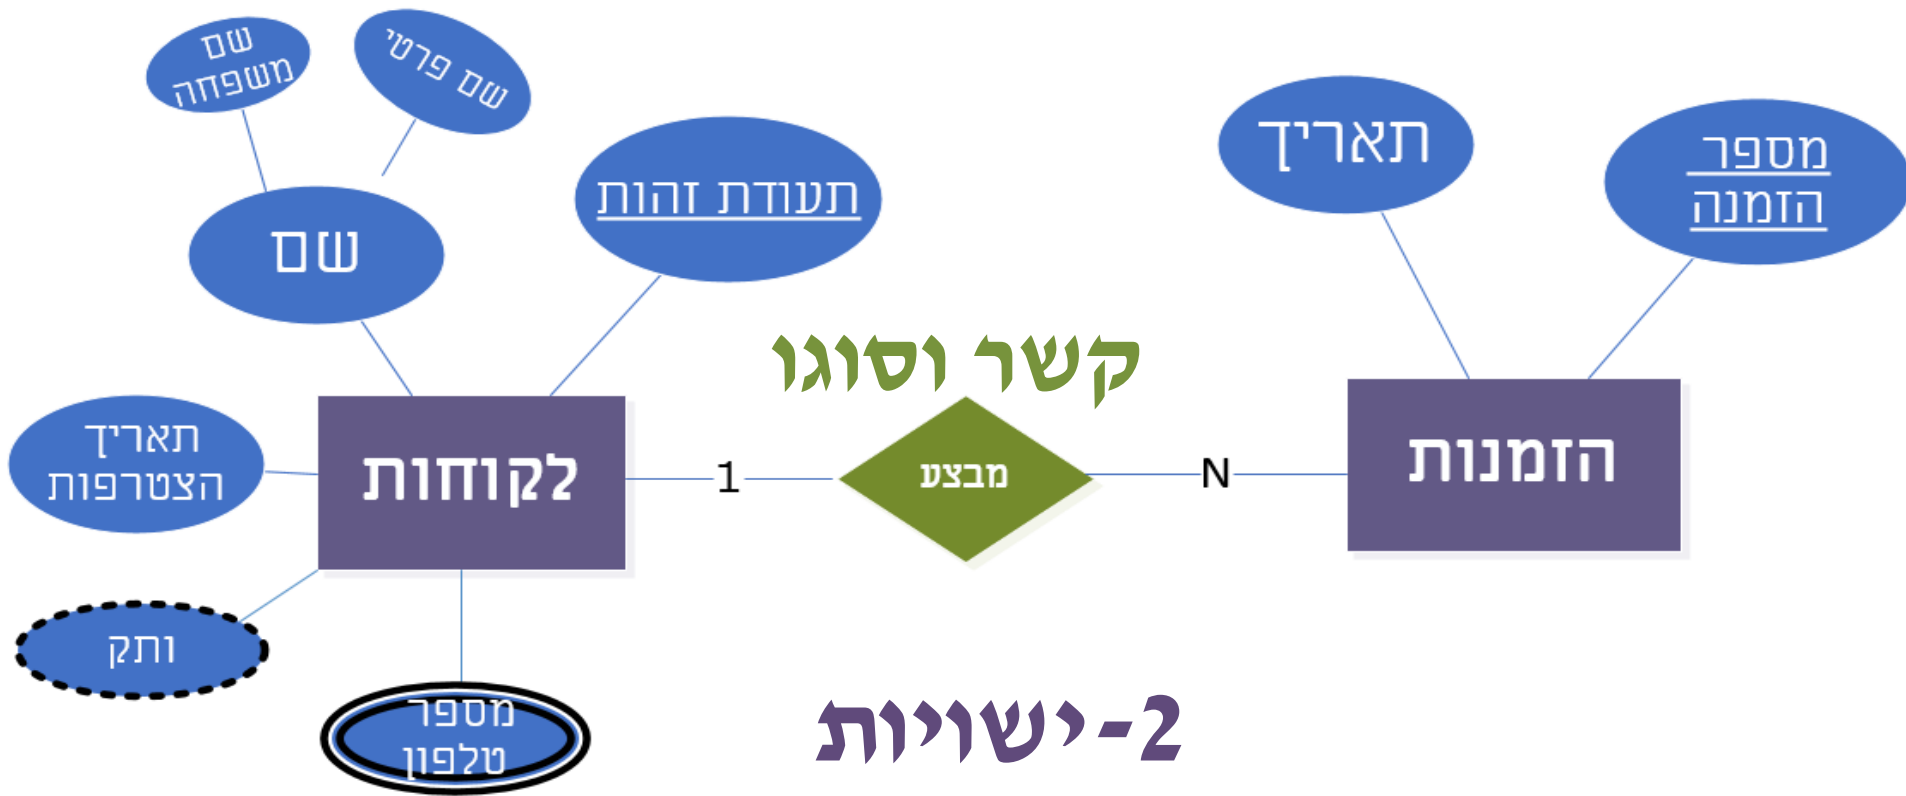 שם
משפחה
שם פרטי
תעודת זהות
תאריך
מספר
הזמנה
שם
קשר וסוגו
תאריך
הצטרפות
לקוחות
1
מבצע
N
הזמנות
ותק
מספר
טלפון
2-ישויות